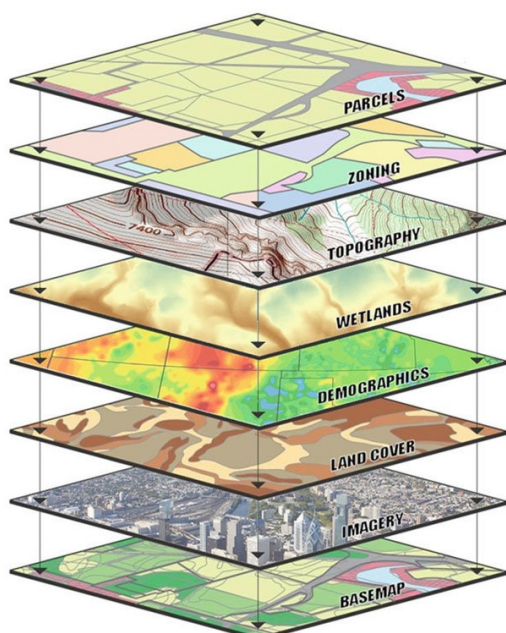 PARCELS
ZONING
7400
TOPOGRAPHY
WETLANDS
DEMOGRAPHICS
LAND COVER
IMAGERY
BASEMAP